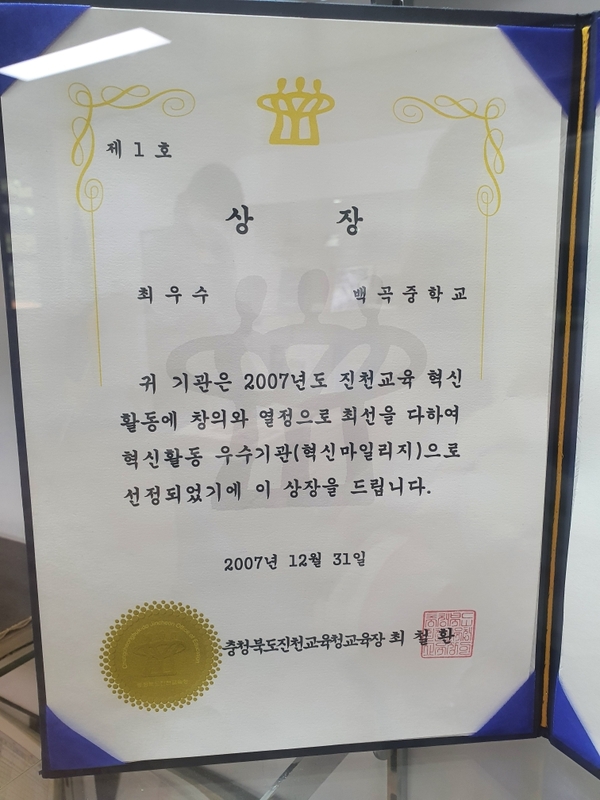 제 1 호
상 장
최 우 수 백 곡 중 학 교
귀 기관은 2007년도 진천교육 혁신
활동에 창의와 열정으로 최선을 다하여
혁신활동 우수기관(혁신마일리지)으로
선정되었기에 이 상장을 드립니다.
2007년 12월 31일
충청북도진천교육청교육장 최 철 환